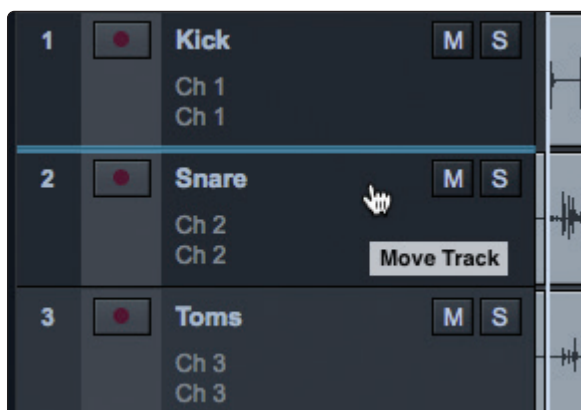 1 Kick M S
Ch 1
Ch 1
2 Snare M S
Ch 2
Ch 2
Move Track
3 Toms M S
Ch 3
Ch 3